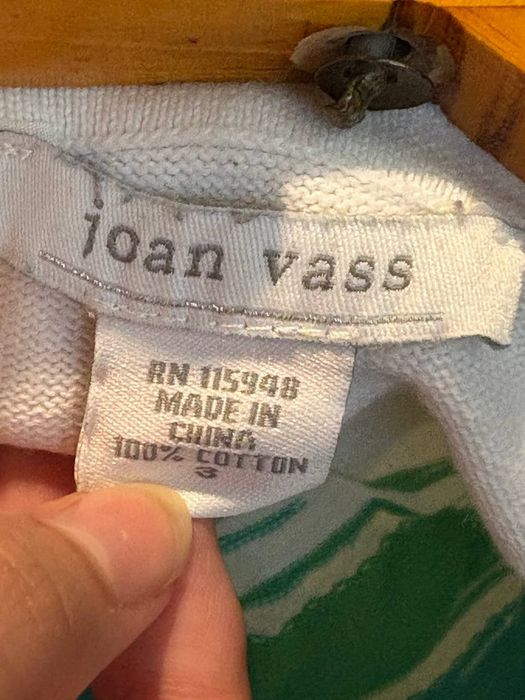 joan vass
RN 115948
MADE IN
CHINA
100% COTTON
3